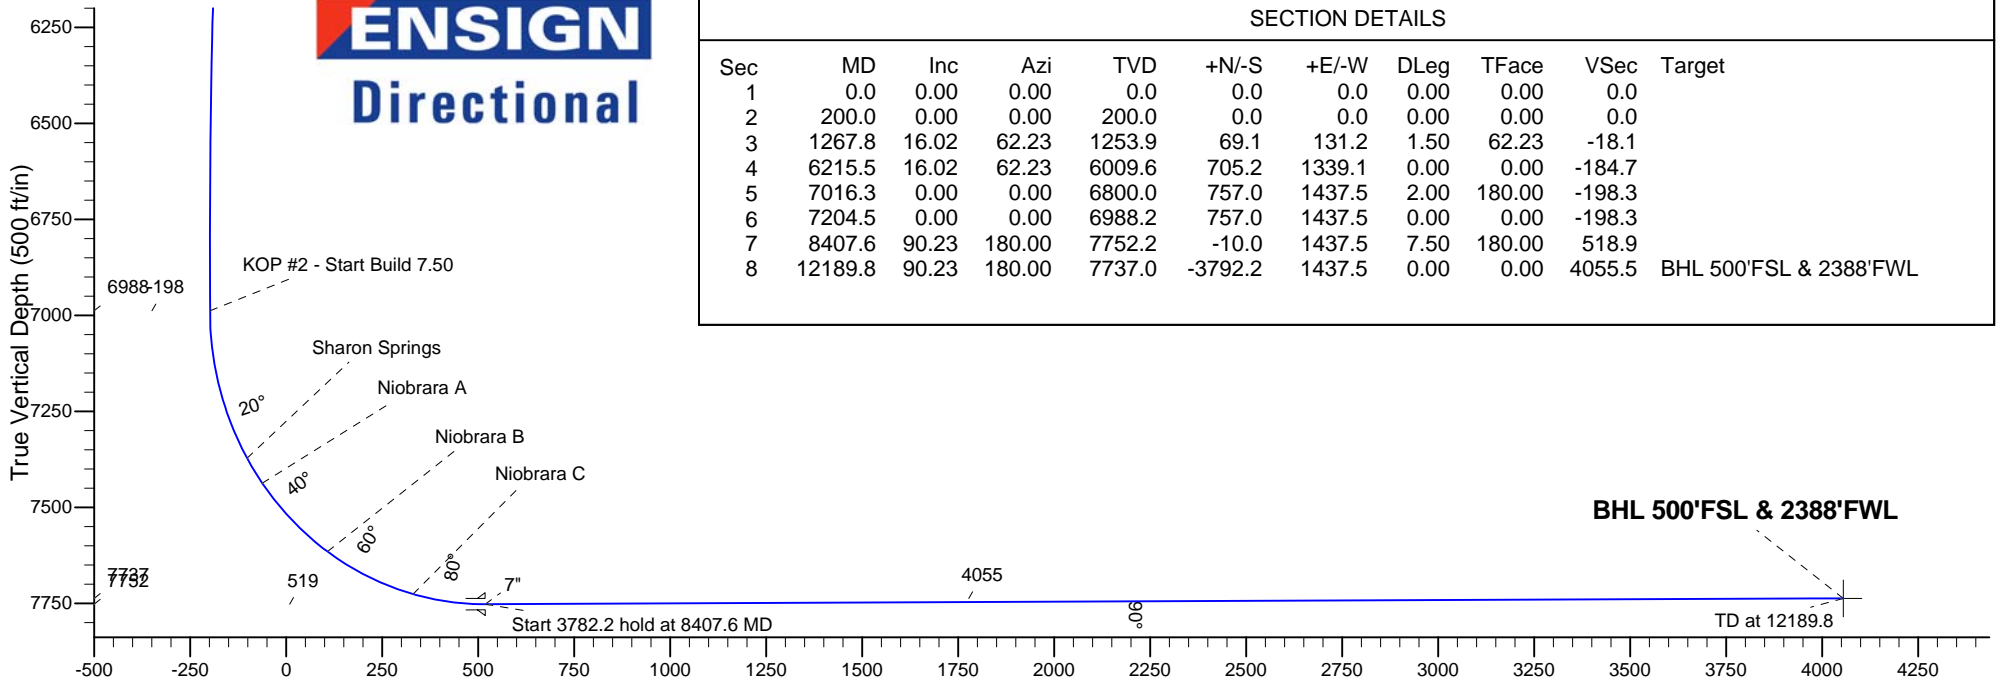 ENSIGN
Directional
SECTION DETAILS
Sec MD Inc Azi TVD +N/-S +E/-W DLeg TFace VSec Target
1 0.0 0.00 0.00 0.0 0.0 0.0 0.00 0.00 0.0
2 200.0 0.00 0.00 200.0 0.0 0.0 0.00 0.00 0.0
3 1267.8 16.02 62.23 1253.9 69.1 131.2 1.50 62.23 -18.1
4 6215.5 16.02 62.23 6009.6 705.2 1339.1 0.00 0.00 -184.7
5 7016.3 0.00 0.00 6800.0 757.0 1437.5 2.00 180.00 -198.3
6 7204.5 0.00 0.00 6988.2 757.0 1437.5 0.00 0.00 -198.3
7 8407.6 90.23 180.00 7752.2 -10.0 1437.5 7.50 180.00 518.9
8 12189.8 90.23 180.00 7737.0 -3792.2 1437.5 0.00 0.00 4055.5 BHL 500'FSL & 2388'FWL
True Vertical Depth (500 ft/in)
6250
6500
6750
7000
7250
7500
7750
KOP #2 - Start Build 7.50
6988 -198
Sharon Springs
Niobrara A
20°
Niobrara B
40°
Niobrara C
60°
80°
BHL 500'FSL & 2388'FWL
7737
7752
519
7"
4055
90°
Start 3782.2 hold at 8407.6 MD
TD at 12189.8
-500 -250 0 250 500 750 1000 1250 1500 1750 2000 2250 2500 2750 3000 3250 3500 3750 4000 4250